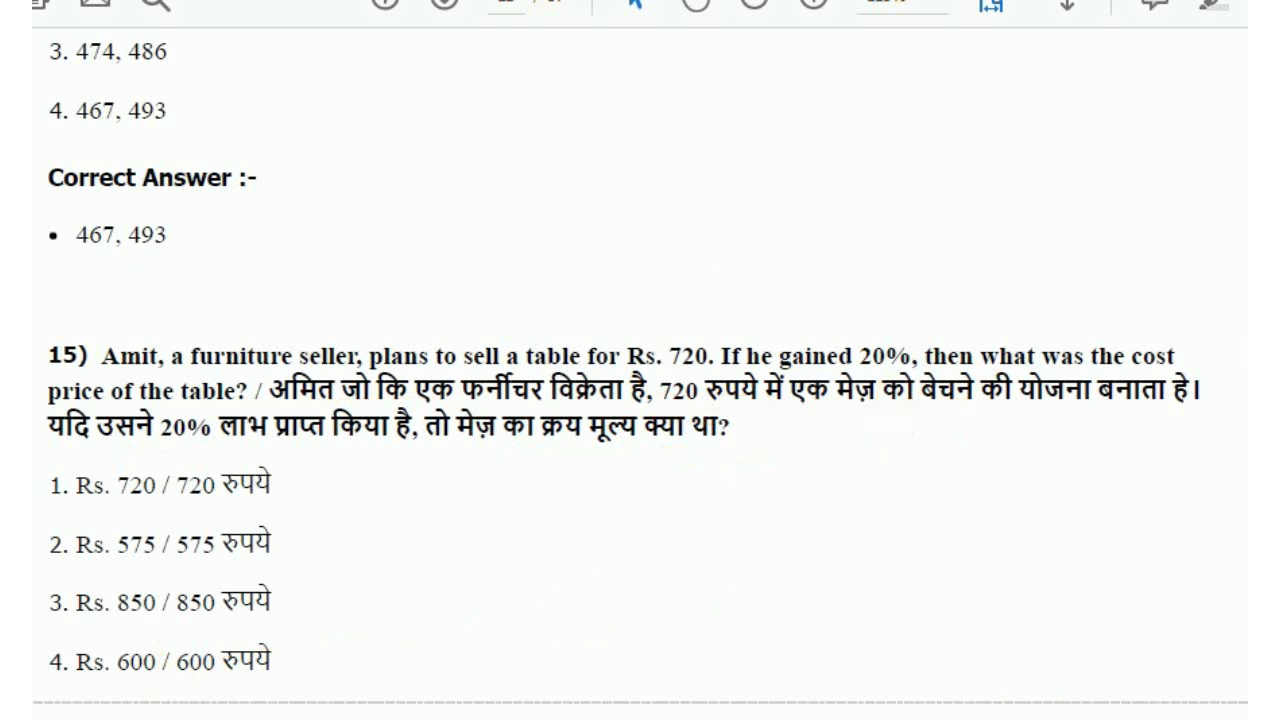 3. 474, 486
4. 467, 493
Correct Answer :-
• 467, 493
15) Amit, a furniture seller, plans to sell a table for Rs. 720. If he gained 20%, then what was the cost
price of the table? / अमित जो कि एक फर्नीचर विक्रेता है, 720 रुपये में एक मेज़ को बेचने की योजना बनाता हे।
यदि उसने 20% लाभ प्राप्त किया है, तो मेज़ का क्रय मूल्य क्या था?
1. Rs. 720 / 720 रुपये
2. Rs. 575 / 575 रुपये
3. Rs. 850 / 850 रुपये
4. Rs. 600 / 600 रुपये